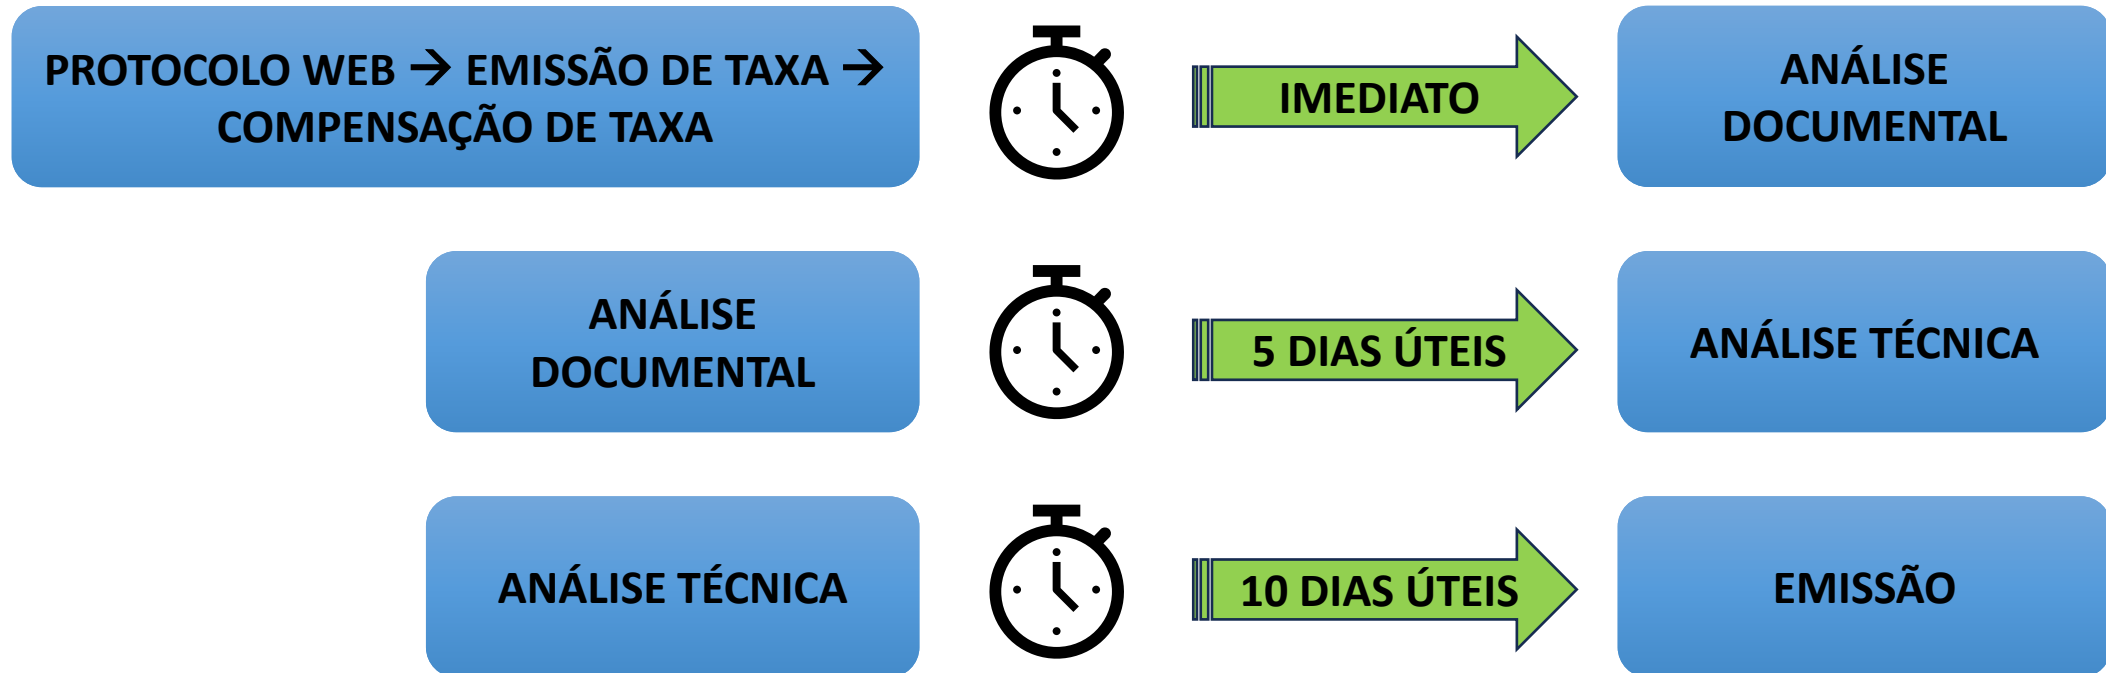 PROTOCOLO WEB → EMISSÃO DE TAXA →
COMPENSAÇÃO DE TAXA
IMEDIATO
ANÁLISE
DOCUMENTAL
ANÁLISE
DOCUMENTAL
5 DIAS ÚTEIS
ANÁLISE TÉCNICA
ANÁLISE TÉCNICA
10 DIAS ÚTEIS
EMISSÃO